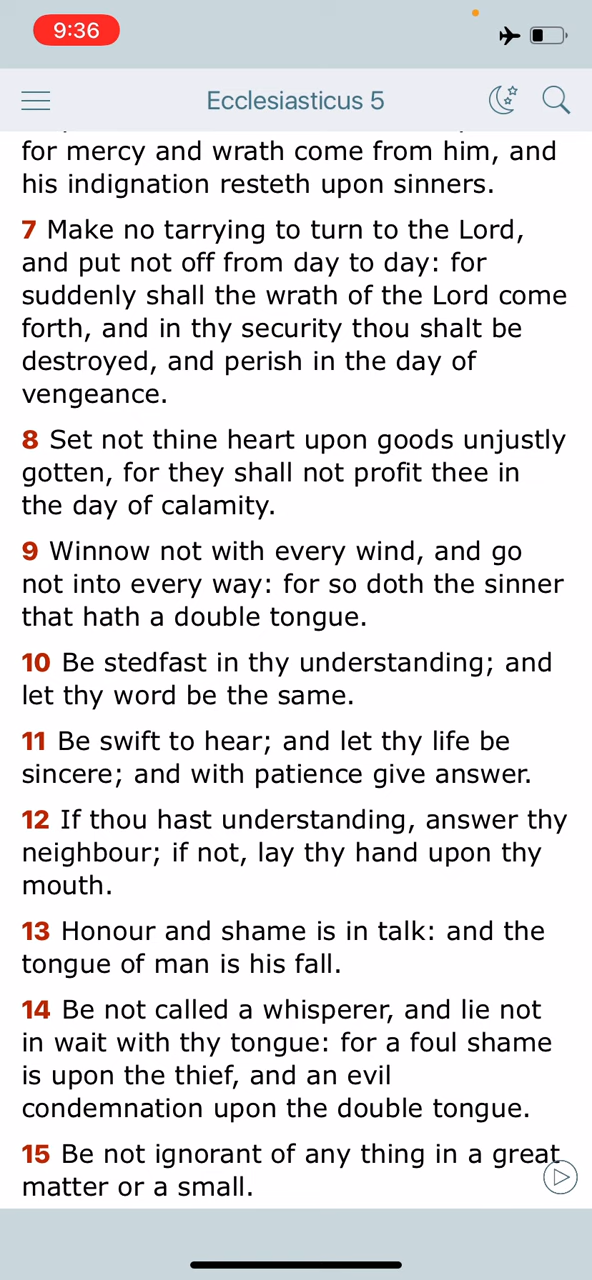 9:36
Ecclesiasticus 5
for mercy and wrath come from him, and
his indignation resteth upon sinners.
7 Make no tarrying to turn to the Lord,
and put not off from day to day: for
suddenly shall the wrath of the Lord come
forth, and in thy security thou shalt be
destroyed, and perish in the day of
vengeance.
8 Set not thine heart upon goods unjustly
gotten, for they shall not profit thee in
the day of calamity.
9 Winnow not with every wind, and go
not into every way: for so doth the sinner
that hath a double tongue.
10 Be stedfast in thy understanding; and
let thy word be the same.
11 Be swift to hear; and let thy life be
sincere; and with patience give answer.
12 If thou hast understanding, answer thy
neighbour; if not, lay thy hand upon thy
mouth.
13 Honour and shame is in talk: and the
tongue of man is his fall.
14 Be not called a whisperer, and lie not
in wait with thy tongue: for a foul shame
is upon the thief, and an evil
condemnation upon the double tongue.
15 Be not ignorant of any thing in a great
matter or a small.